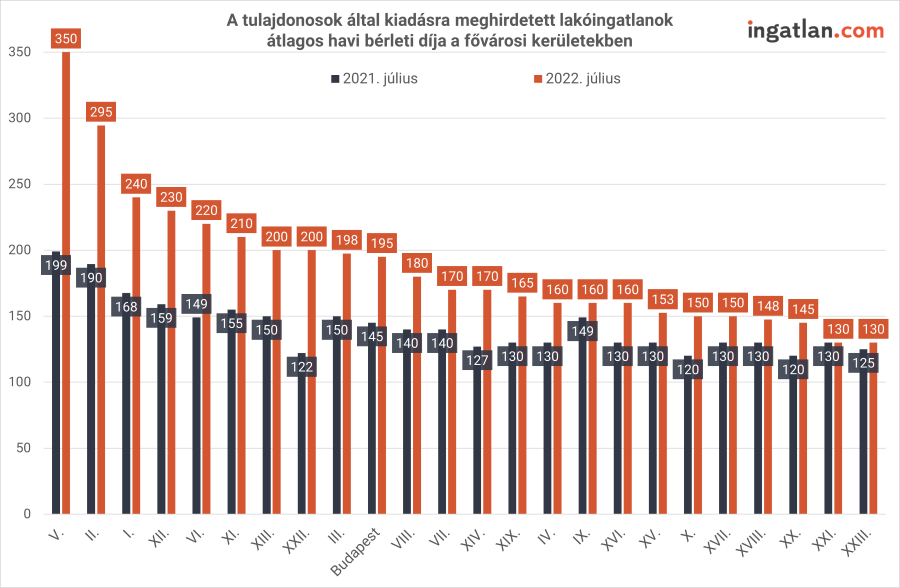 A tulajdonosok által kiadásra meghirdetett lakóingatlanok
átlagos havi bérleti díja a fővárosi kerületekben
ingatlan.com
2021. július 2022. július
350
300
250
200
150
100
50
0
350 295 240 230 220 210 200 200 198 195 180 170 170 165 160 160 160 153 150 150 148 145 130 130
199 190 168 159 149 155 150 122 150 145 140 140 127 130 130 149 130 130 120 130 130 120 130 125
V. II. I. XII. VI. XI. XIII. XXII. III. Budapest VIII. VII. XIV. XIX. IV. IX. XVI. XV. X. XVII. XVIII. XX. XXI. XXIII.